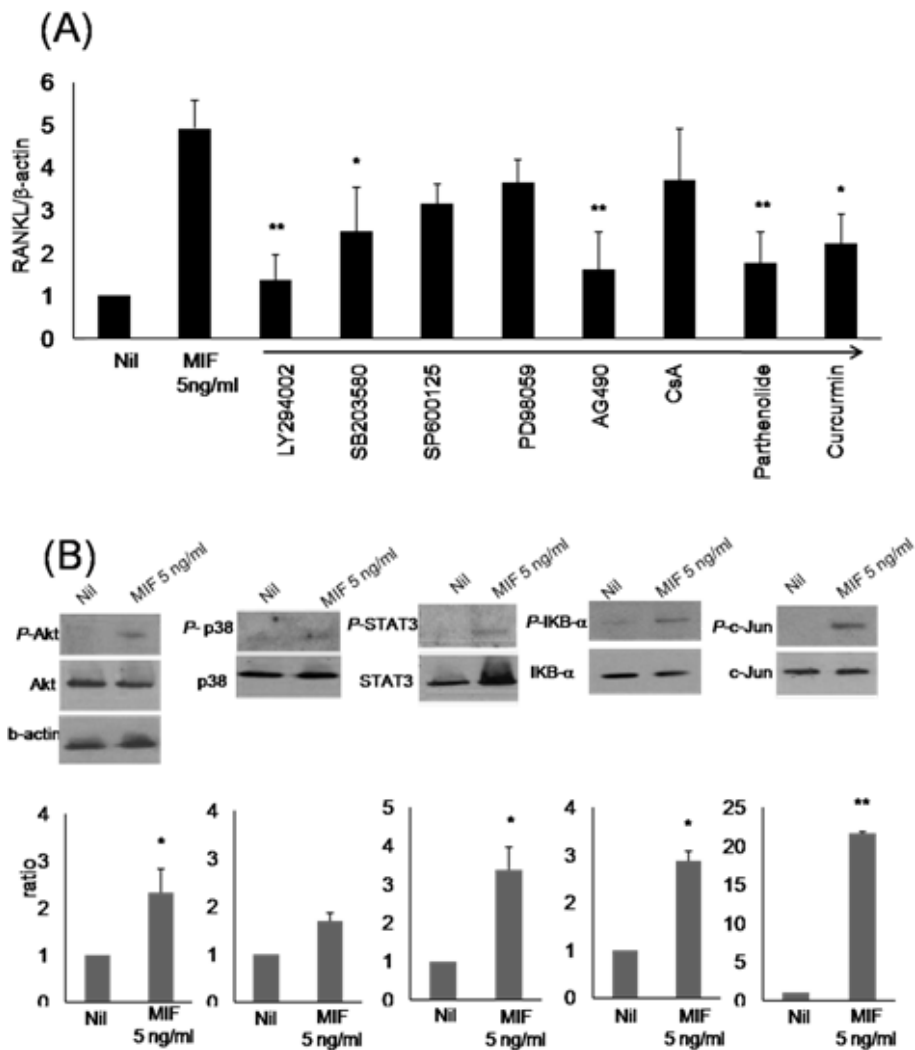 (A)
RANKL/β-actin
6
5
4
3
2
1
0
**
*
**
**
*
Nil
MIF
5ng/ml
LY294002
SB203580
SP600125
PD98059
AG490
CsA
Parthenolide
Curcurmin
(B)
Nil
MIF 5 ng/ml
P-Akt
Akt
b-actin
Nil
MIF 5 ng/ml
P- p38
p38
Nil
MIF 5 ng/ml
P-STAT3
STAT3
Nil
MIF 5 ng/ml
P-IKB-α
IKB-α
Nil
MIF 5 ng/ml
P-c-Jun
c-Jun
ratio
4
3
2
1
0
*
Nil
MIF
5 ng/ml
4
3
2
1
0
Nil
MIF
5 ng/ml
5
4
3
2
1
0
*
Nil
MIF
5 ng/ml
4
3
2
1
0
*
Nil
MIF
5 ng/ml
25
20
15
10
5
0
**
Nil
MIF
5 ng/ml